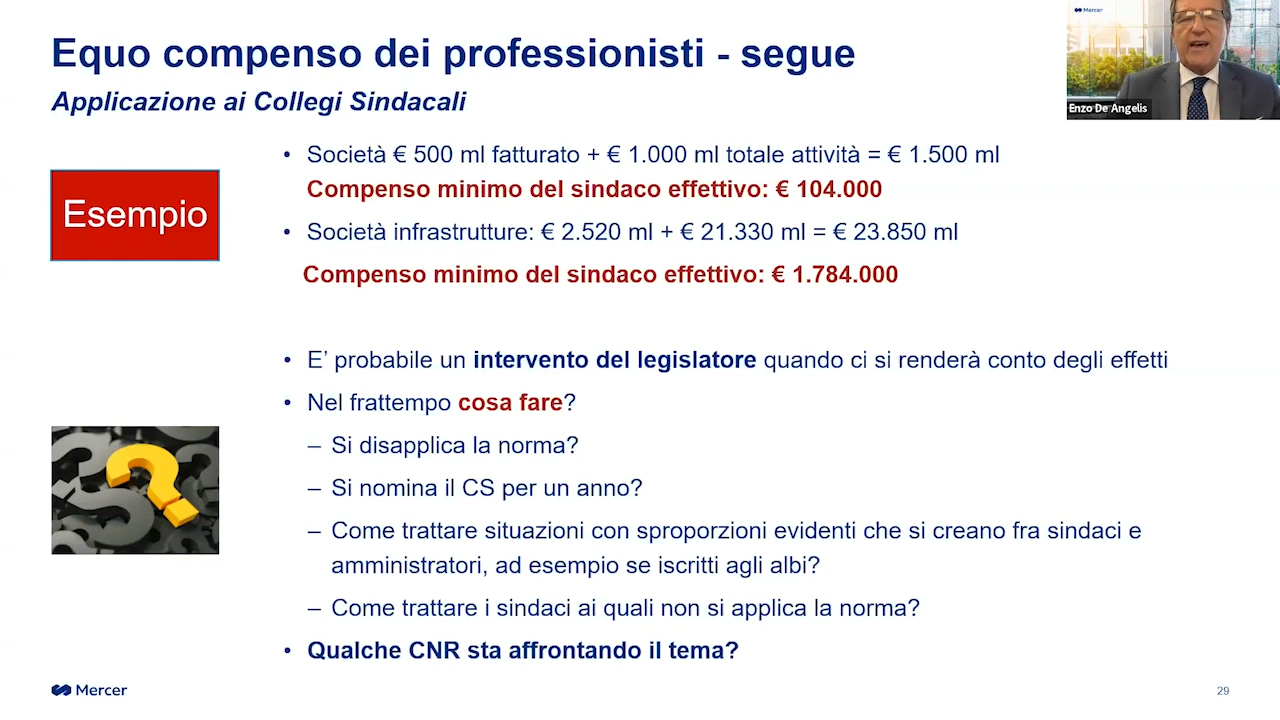 Equo compenso dei professionisti - segue
Applicazione ai Collegi Sindacali
Mercer
Enzo De Angelis
Esempio
• Società € 500 ml fatturato + € 1.000 ml totale attività = € 1.500 ml
Compenso minimo del sindaco effettivo: € 104.000
• Società infrastrutture: € 2.520 ml + € 21.330 ml = € 23.850 ml
Compenso minimo del sindaco effettivo: € 1.784.000
• E' probabile un intervento del legislatore quando ci si renderà conto degli effetti
• Nel frattempo cosa fare?
– Si disapplica la norma?
– Si nomina il CS per un anno?
– Come trattare situazioni con sproporzioni evidenti che si creano fra sindaci e
amministratori, ad esempio se iscritti agli albi?
– Come trattare i sindaci ai quali non si applica la norma?
• Qualche CNR sta affrontando il tema?
Mercer
29